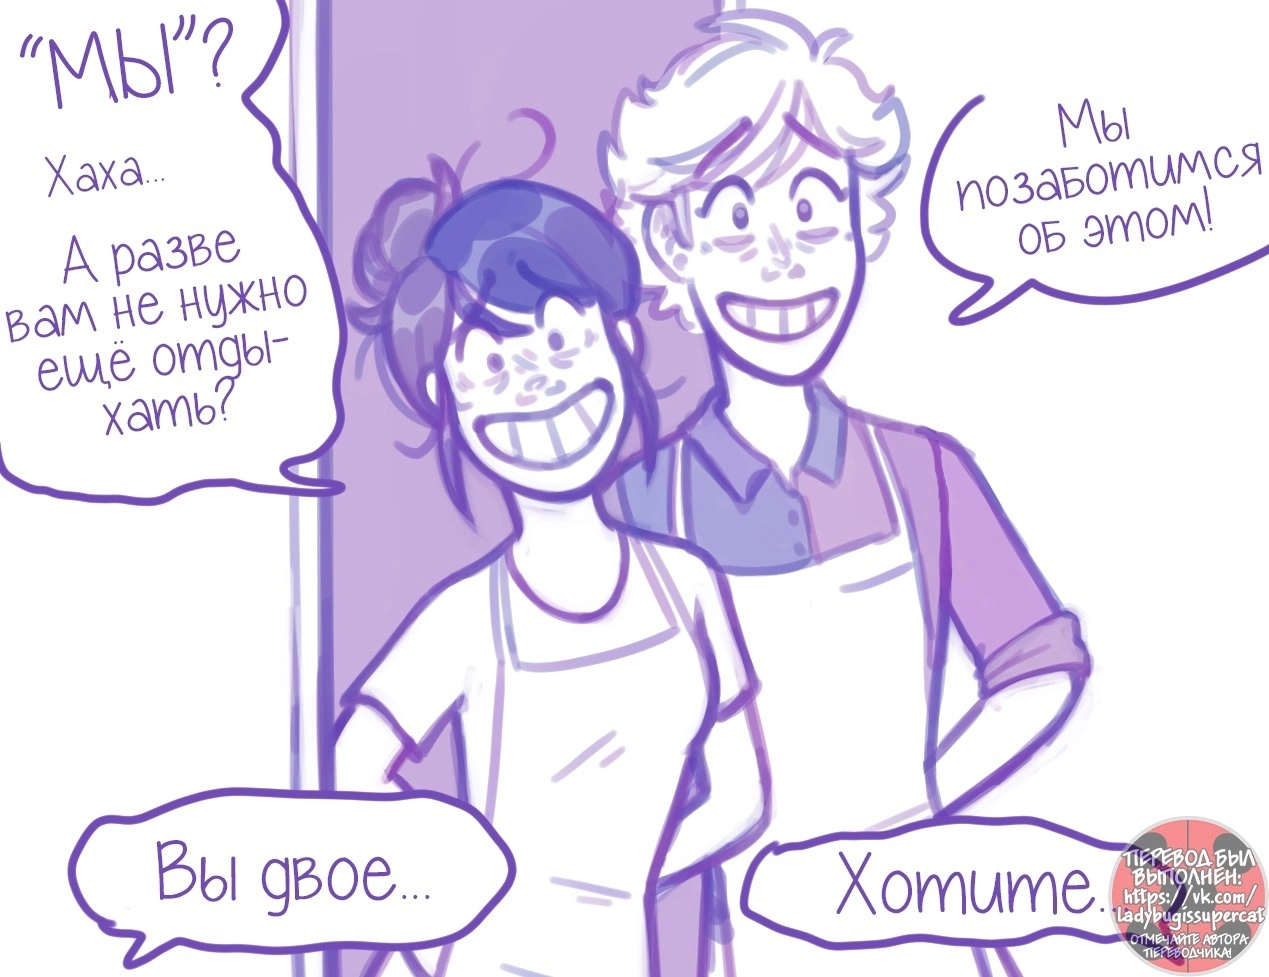 “МЫ”?
Хаха...
А разве
вам не нужно
ещё отды-
хать?
Мы
позаботимся
об этом!
Вы двое...
Хотите...?
ПЕРЕВОД БЫЛ
ВЫПОЛНЕН:
https://vk.com/
ladybugissupercat
ОТМЕЧАЙТЕ АВТОРА
ПЕРЕВОДЧИКА!